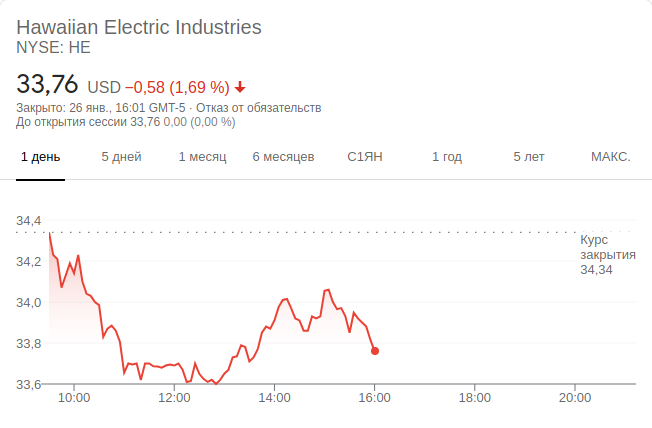 Hawaiian Electric Industries
NYSE: HE
33,76 USD −0,58 (1,69 %)
Закрыто: 26 янв., 16:01 GMT-5 · Отказ от обязательств
До открытия сессии 33,76 0,00 (0,00 %)
1 день 5 дней 1 месяц 6 месяцев С1ЯН 1 год 5 лет МАКС.
34,4
Курс
закрытия
34,34
34,2
34,0
33,8
33,6
10:00 12:00 14:00 16:00 18:00 20:00